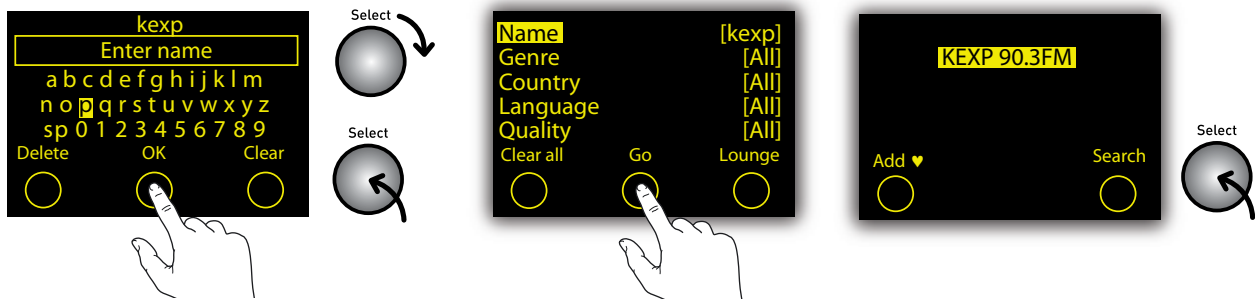 kexp
Enter name
a b c d e f g h i j k l m
n o p q r s t u v w x y z
sp 0 1 2 3 4 5 6 7 8 9
Delete OK Clear
Select
Select
Name [kexp]
Genre [All]
Country [All]
Language [All]
Quality [All]
Clear all Go Lounge
KEXP 90.3FM
Add ♥ Search
Select